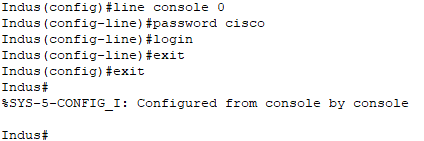 Indus(config)#line console 0
Indus(config-line)#password cisco
Indus(config-line)#login
Indus(config-line)#exit
Indus(config)#exit
Indus#
%SYS-5-CONFIG_I: Configured from console by console
Indus#